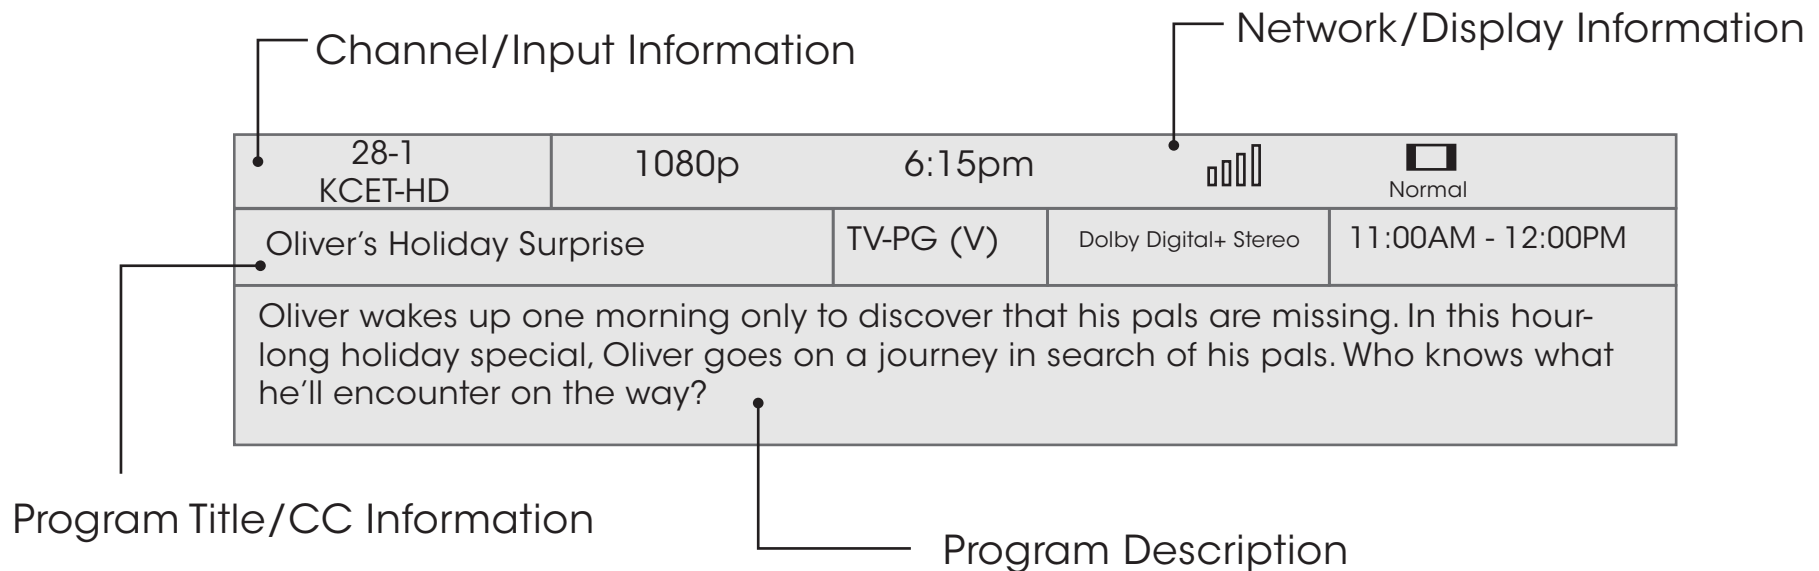 Channel/Input Information
Network/Display Information
28-1
KCET-HD
1080p
6:15pm
Normal
Oliver's Holiday Surprise
TV-PG (V)
Dolby Digital+ Stereo
11:00AM - 12:00PM
Oliver wakes up one morning only to discover that his pals are missing. In this hour-
long holiday special, Oliver goes on a journey in search of his pals. Who knows what
he'll encounter on the way?
Program Title/CC Information
Program Description